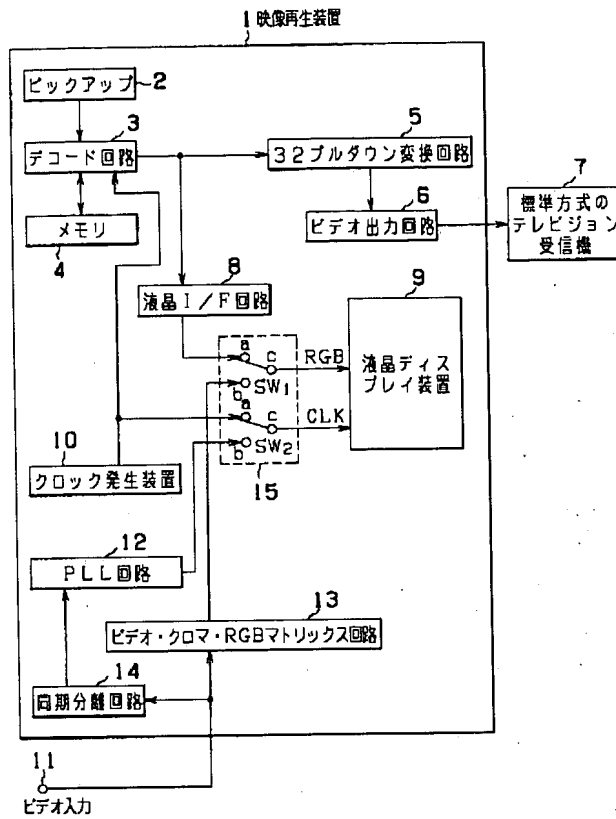 1 映像再生装置
ピックアップ 2
3
デコード回路
メモリ
4
5
32プルダウン変換回路
6
ビデオ出力回路
7
標準方式の
テレビジョン
受信機
8
液晶I/F回路
9
液晶ディス
プレイ装置
a
c
RGB
b
SW1
a
c
CLK
b
SW2
15
10
クロック発生装置
12
PLL回路
13
ビデオ・クロマ・RGBマトリックス回路
14
同期分離回路
11
ビデオ入力